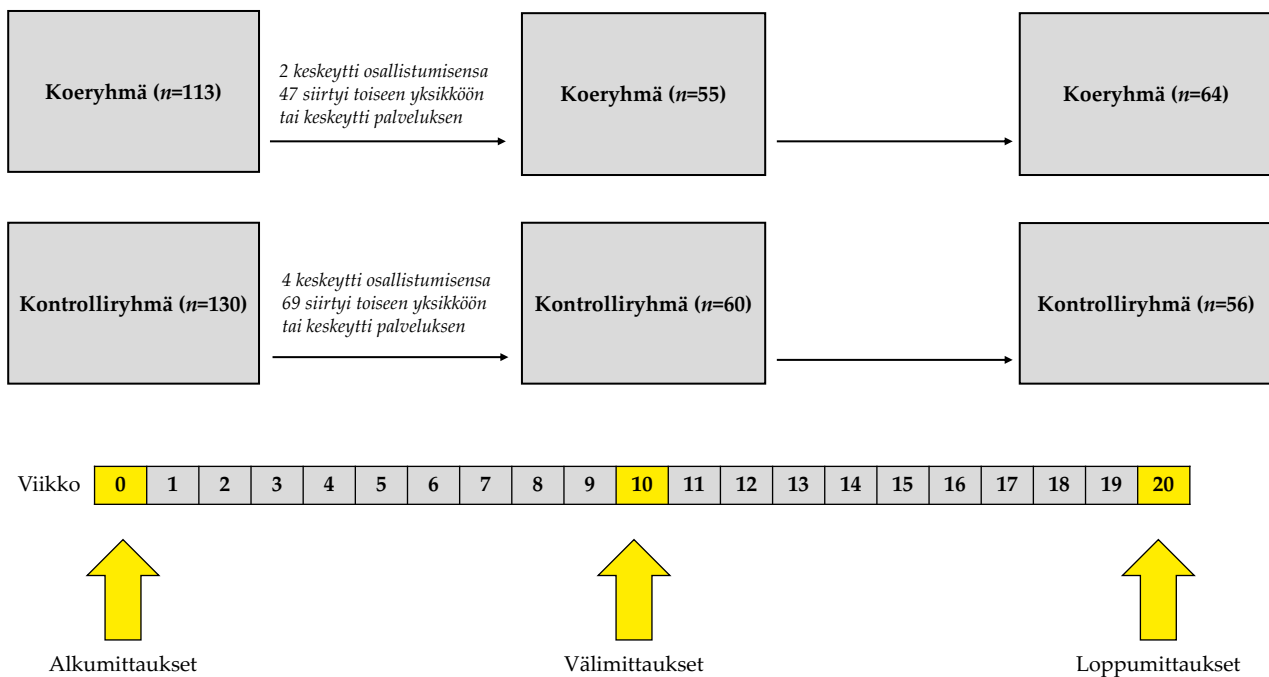 Koeryhmä (n=113)
2 keskeytti osallistumisensa
47 siirtyi toiseen yksikköön
tai keskeytti palveluksen
Koeryhmä (n=55)
Koeryhmä (n=64)
Kontrolliryhmä (n=130)
4 keskeytti osallistumisensa
69 siirtyi toiseen yksikköön
tai keskeytti palveluksen
Kontrolliryhmä (n=60)
Kontrolliryhmä (n=56)
Viikko 0 1 2 3 4 5 6 7 8 9 10 11 12 13 14 15 16 17 18 19 20
Alkumittaukset
Välimittaukset
Loppumittaukset